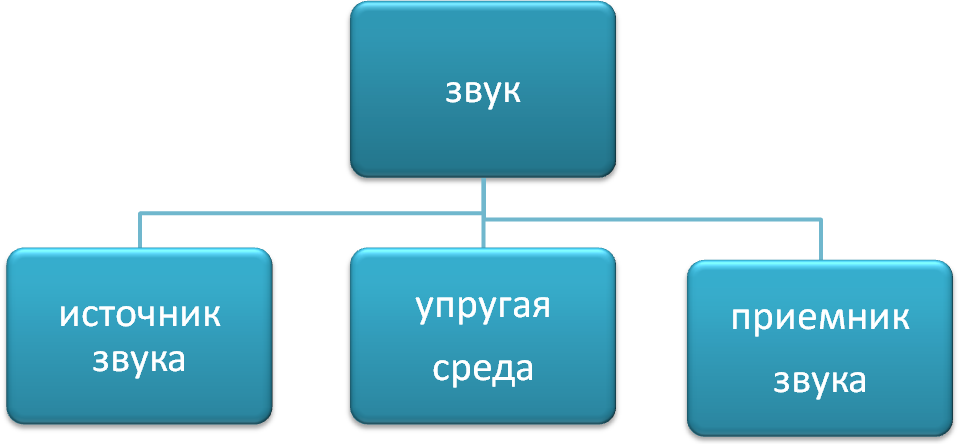 звук
источник
звука
упругая
среда
приемник
звука